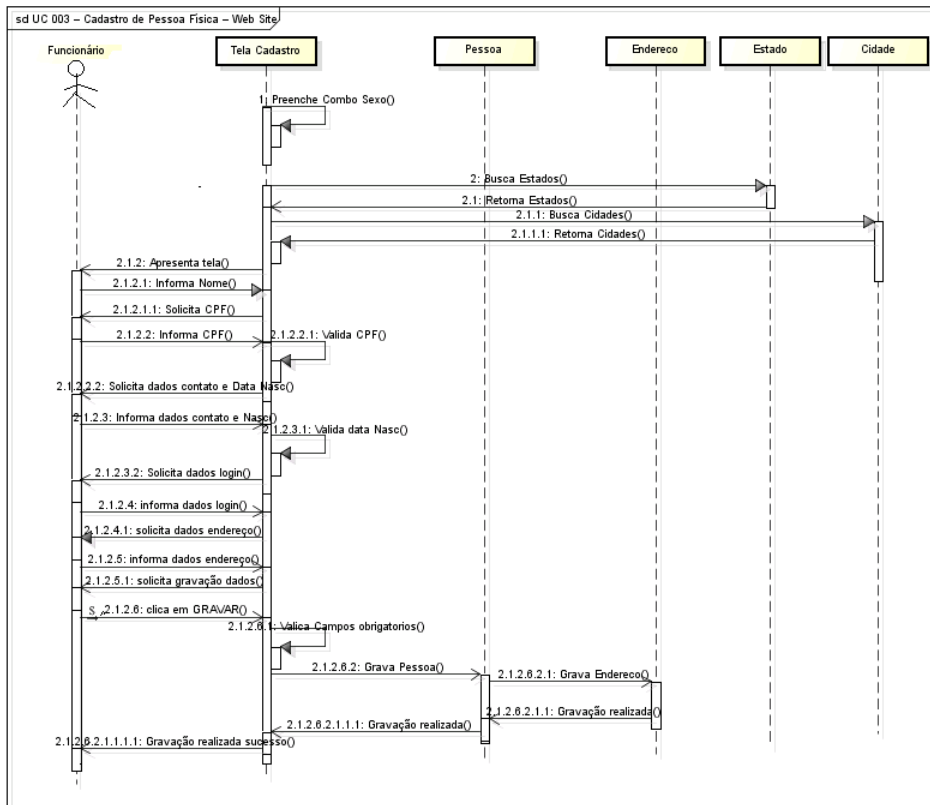 sd UC 003 – Cadastro de Pessoa Física – Web Site
Funcionário
Tela Cadastro
Pessoa
Endereco
Estado
Cidade
1: Preenche Combo Sexo()
2: Busca Estados()
2.1: Retorna Estados()
2.1.1: Busca Cidades()
2.1.1.1: Retorna Cidades()
2.1.2: Apresenta tela()
2.1.2.1: Informa Nome()
2.1.2.1.1: Solicita CPF()
2.1.2.2: Informa CPF()
2.1.2.2.1: Valida CPF()
2.1.2.2.2: Solicita dados contato e Data Nasc()
2.1.2.3: Informa dados contato e Nasc()
2.1.2.3.1: Valida data Nasc()
2.1.2.3.2: Solicita dados login()
2.1.2.4: informa dados login()
2.1.2.4.1: solicita dados endereço()
2.1.2.5: informa dados endereço()
2.1.2.5.1: solicita gravação dados()
S 2.1.2.6: clica em GRAVAR()
2.1.2.6.1: Valica Campos obrigatorios()
2.1.2.6.2: Grava Pessoa()
2.1.2.6.2.1: Grava Endereco()
2.1.2.6.2.1.1: Gravação realizada()
2.1.2.6.2.1.1.1: Gravação realizada()
2.1.2.6.2.1.1.1.1: Gravação realizada sucesso()